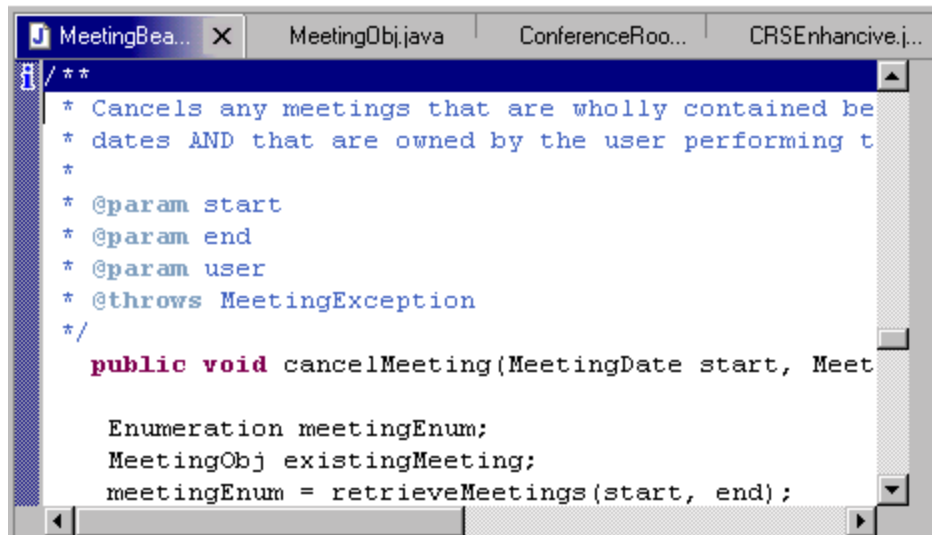 J MeetingBea... X MeetingObj.java ConferenceRoo... CRSEnhancive.j...
i /**
* Cancels any meetings that are wholly contained be
* dates AND that are owned by the user performing t
*
* @param start
* @param end
* @param user
* @throws MeetingException
*/
public void cancelMeeting(MeetingDate start, Meet
Enumeration meetingEnum;
MeetingObj existingMeeting;
meetingEnum = retrieveMeetings(start, end);